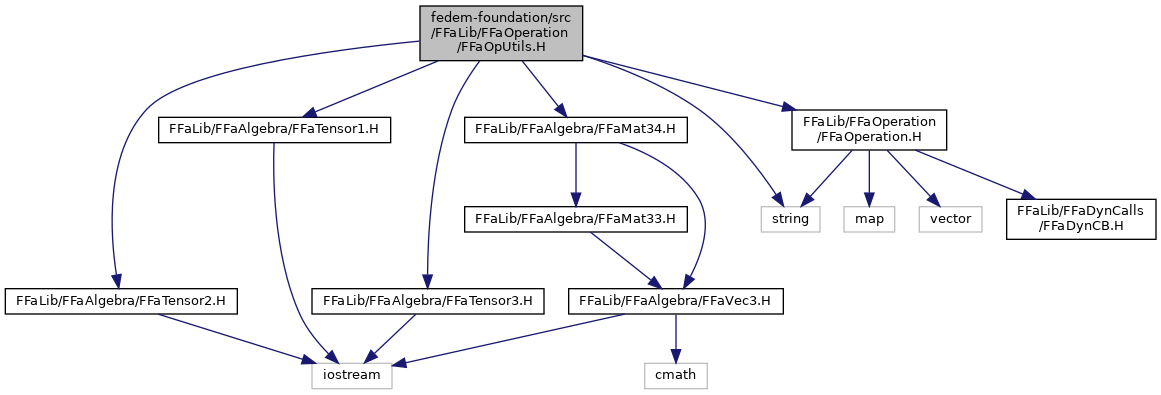 fedem-foundation/src
/FFaLib/FFaOperation
/FFaOpUtils.H
FFaLib/FFaOperation
/FFaOperation.H
FFaLib/FFaAlgebra/FFaTensor1.H
FFaLib/FFaAlgebra/FFaMat34.H
FFaLib/FFaAlgebra/FFaMat33.H
string
map
vector
FFaLib/FFaDynCalls
/FFaDynCB.H
FFaLib/FFaAlgebra/FFaTensor2.H
FFaLib/FFaAlgebra/FFaTensor3.H
FFaLib/FFaAlgebra/FFaVec3.H
iostream
cmath